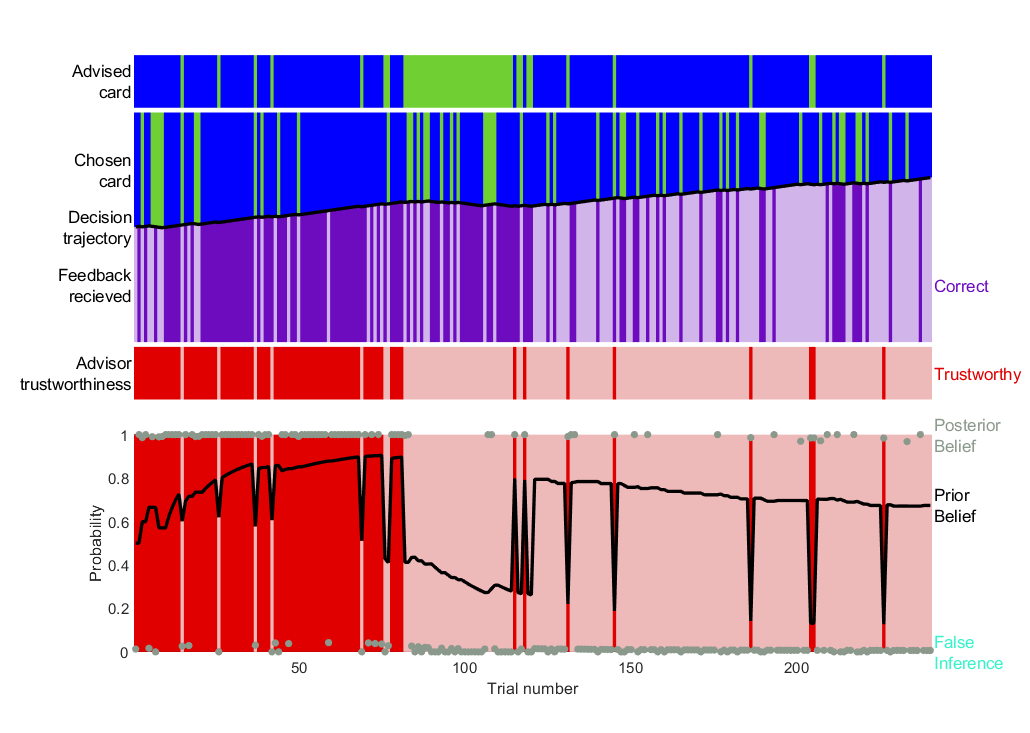 Advised
card
Chosen
card
Decision
trajectory
Feedback
recieved
Correct
Advisor
trustworthiness
Trustworthy
Posterior
Belief
Prior
Belief
False
Inference
Probability
1
0.8
0.6
0.4
0.2
0
50
100
150
200
Trial number